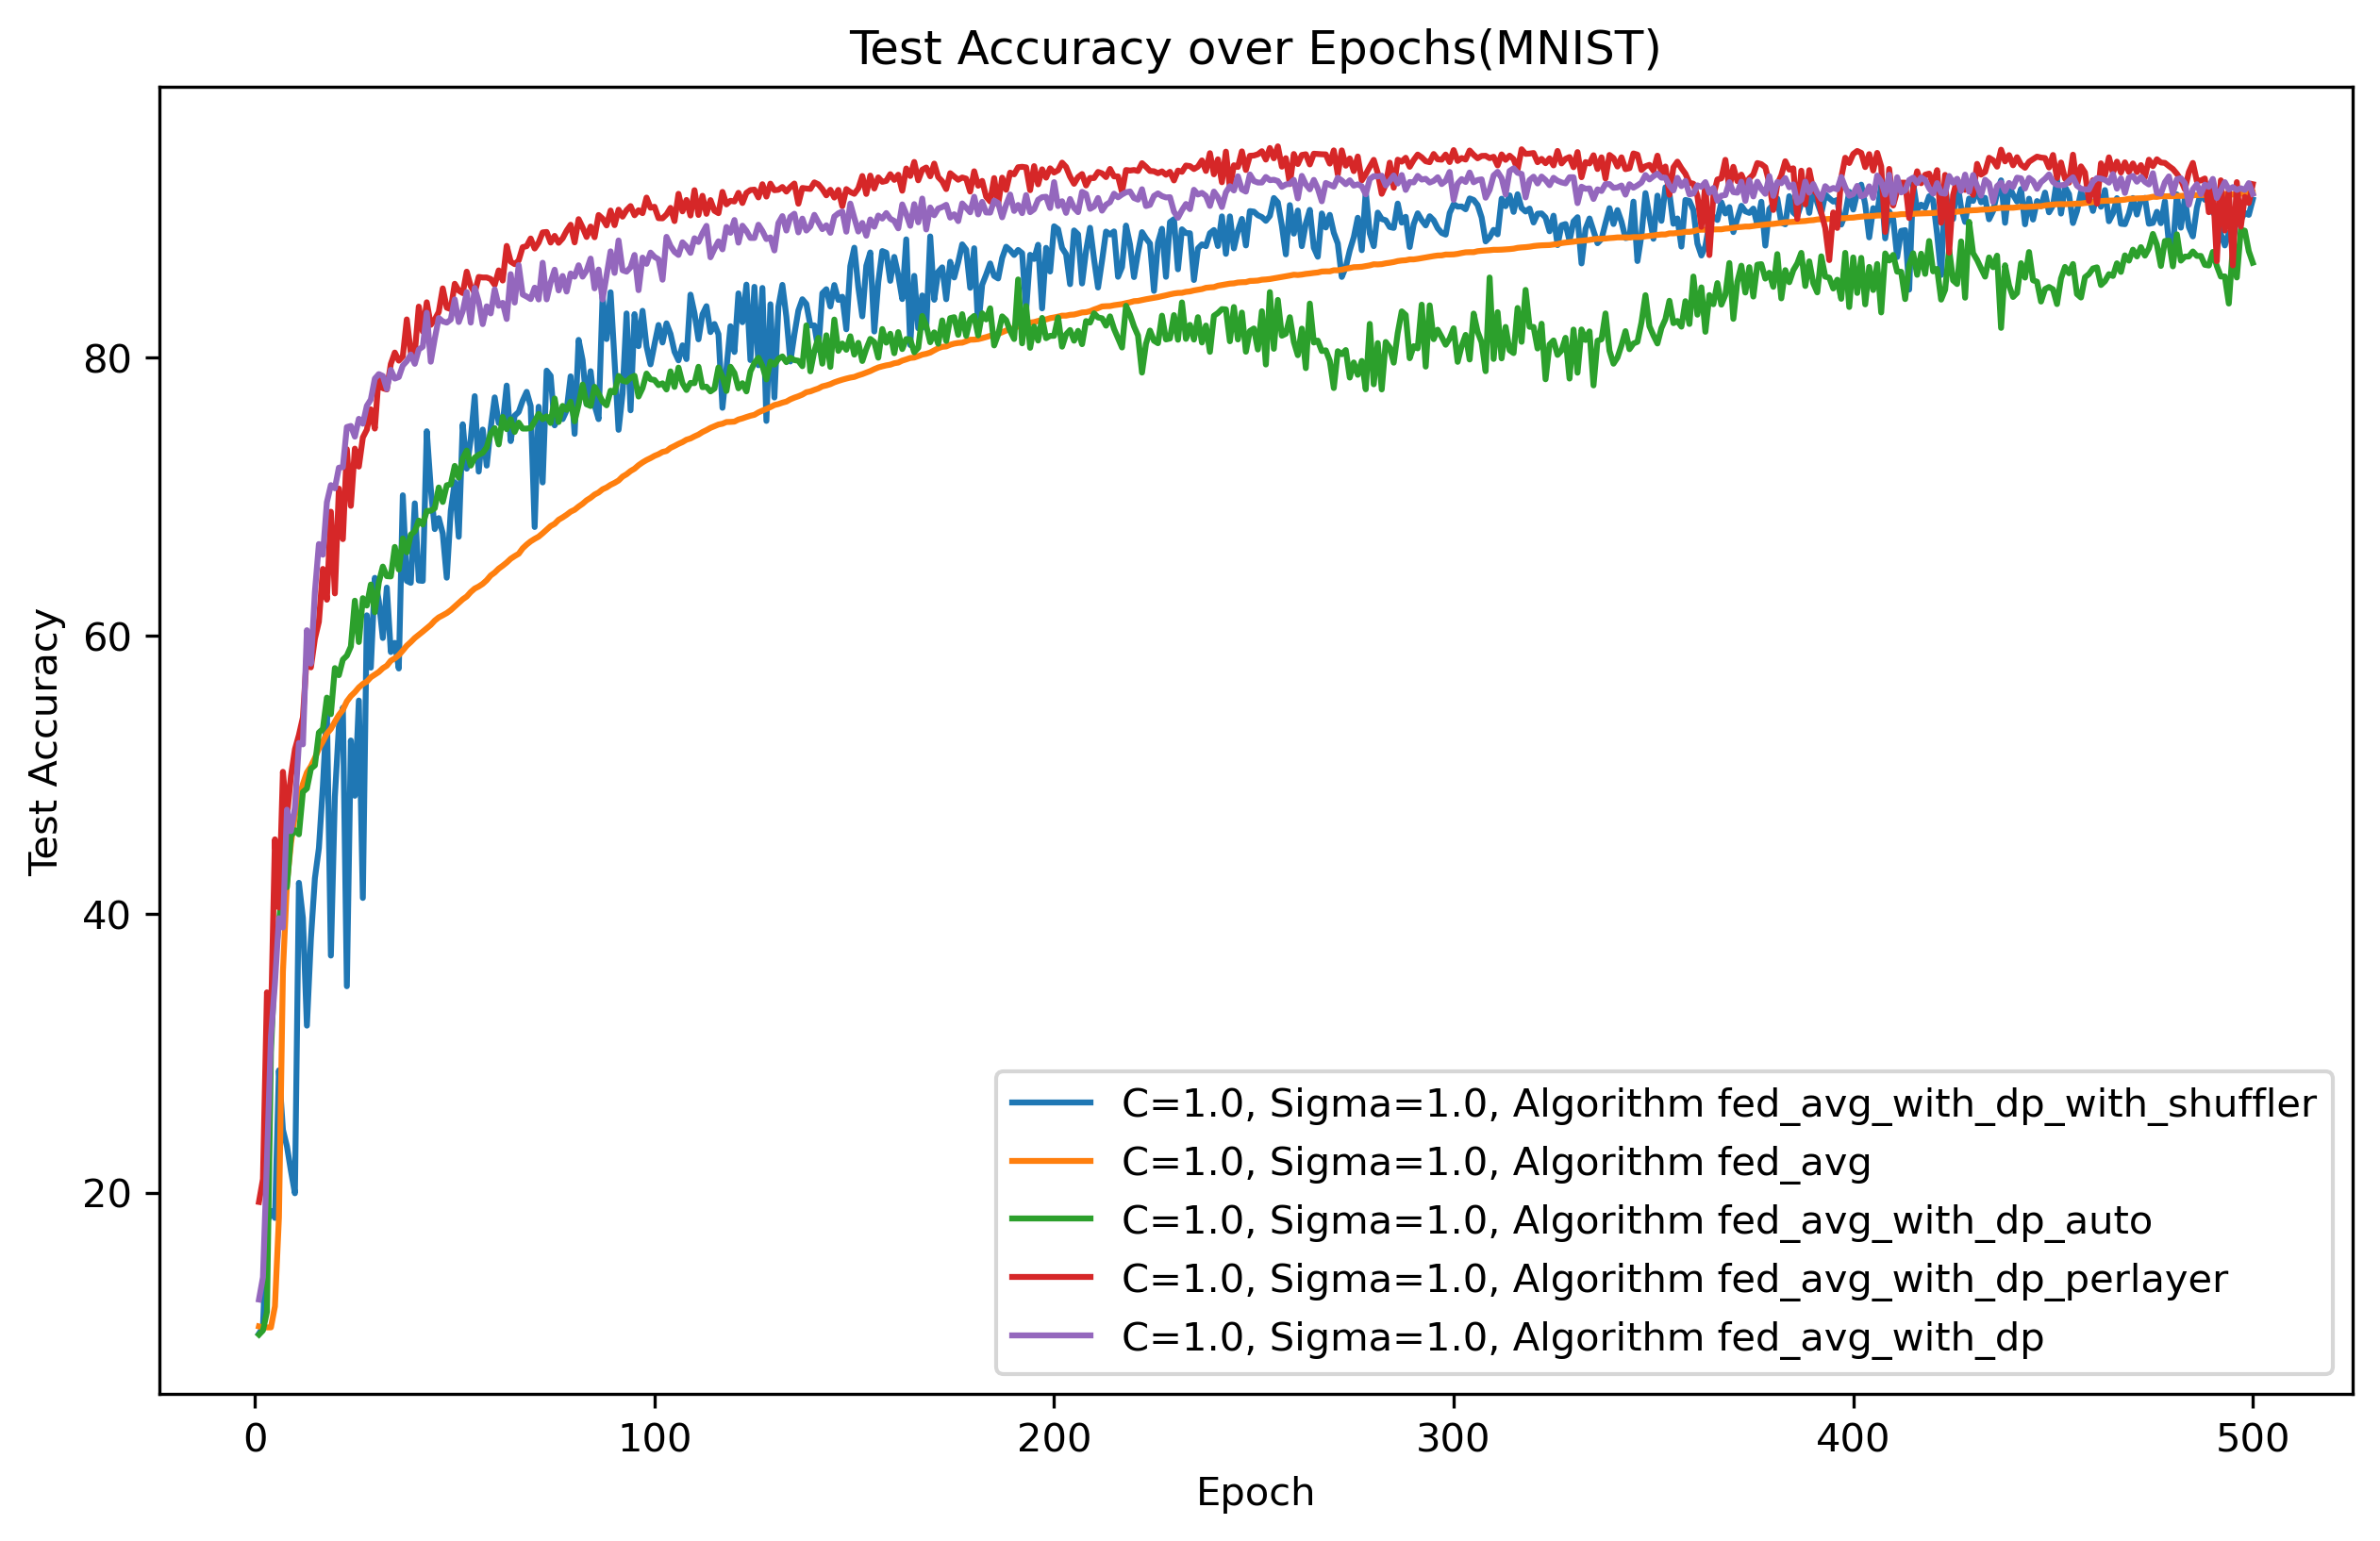 Test Accuracy over Epochs(MNIST)
Test Accuracy
80
60
40
20
C=1.0, Sigma=1.0, Algorithm fed_avg_with_dp_with_shuffler
C=1.0, Sigma=1.0, Algorithm fed_avg
C=1.0, Sigma=1.0, Algorithm fed_avg_with_dp_auto
C=1.0, Sigma=1.0, Algorithm fed_avg_with_dp_perlayer
C=1.0, Sigma=1.0, Algorithm fed_avg_with_dp
0 100 200 300 400 500
Epoch